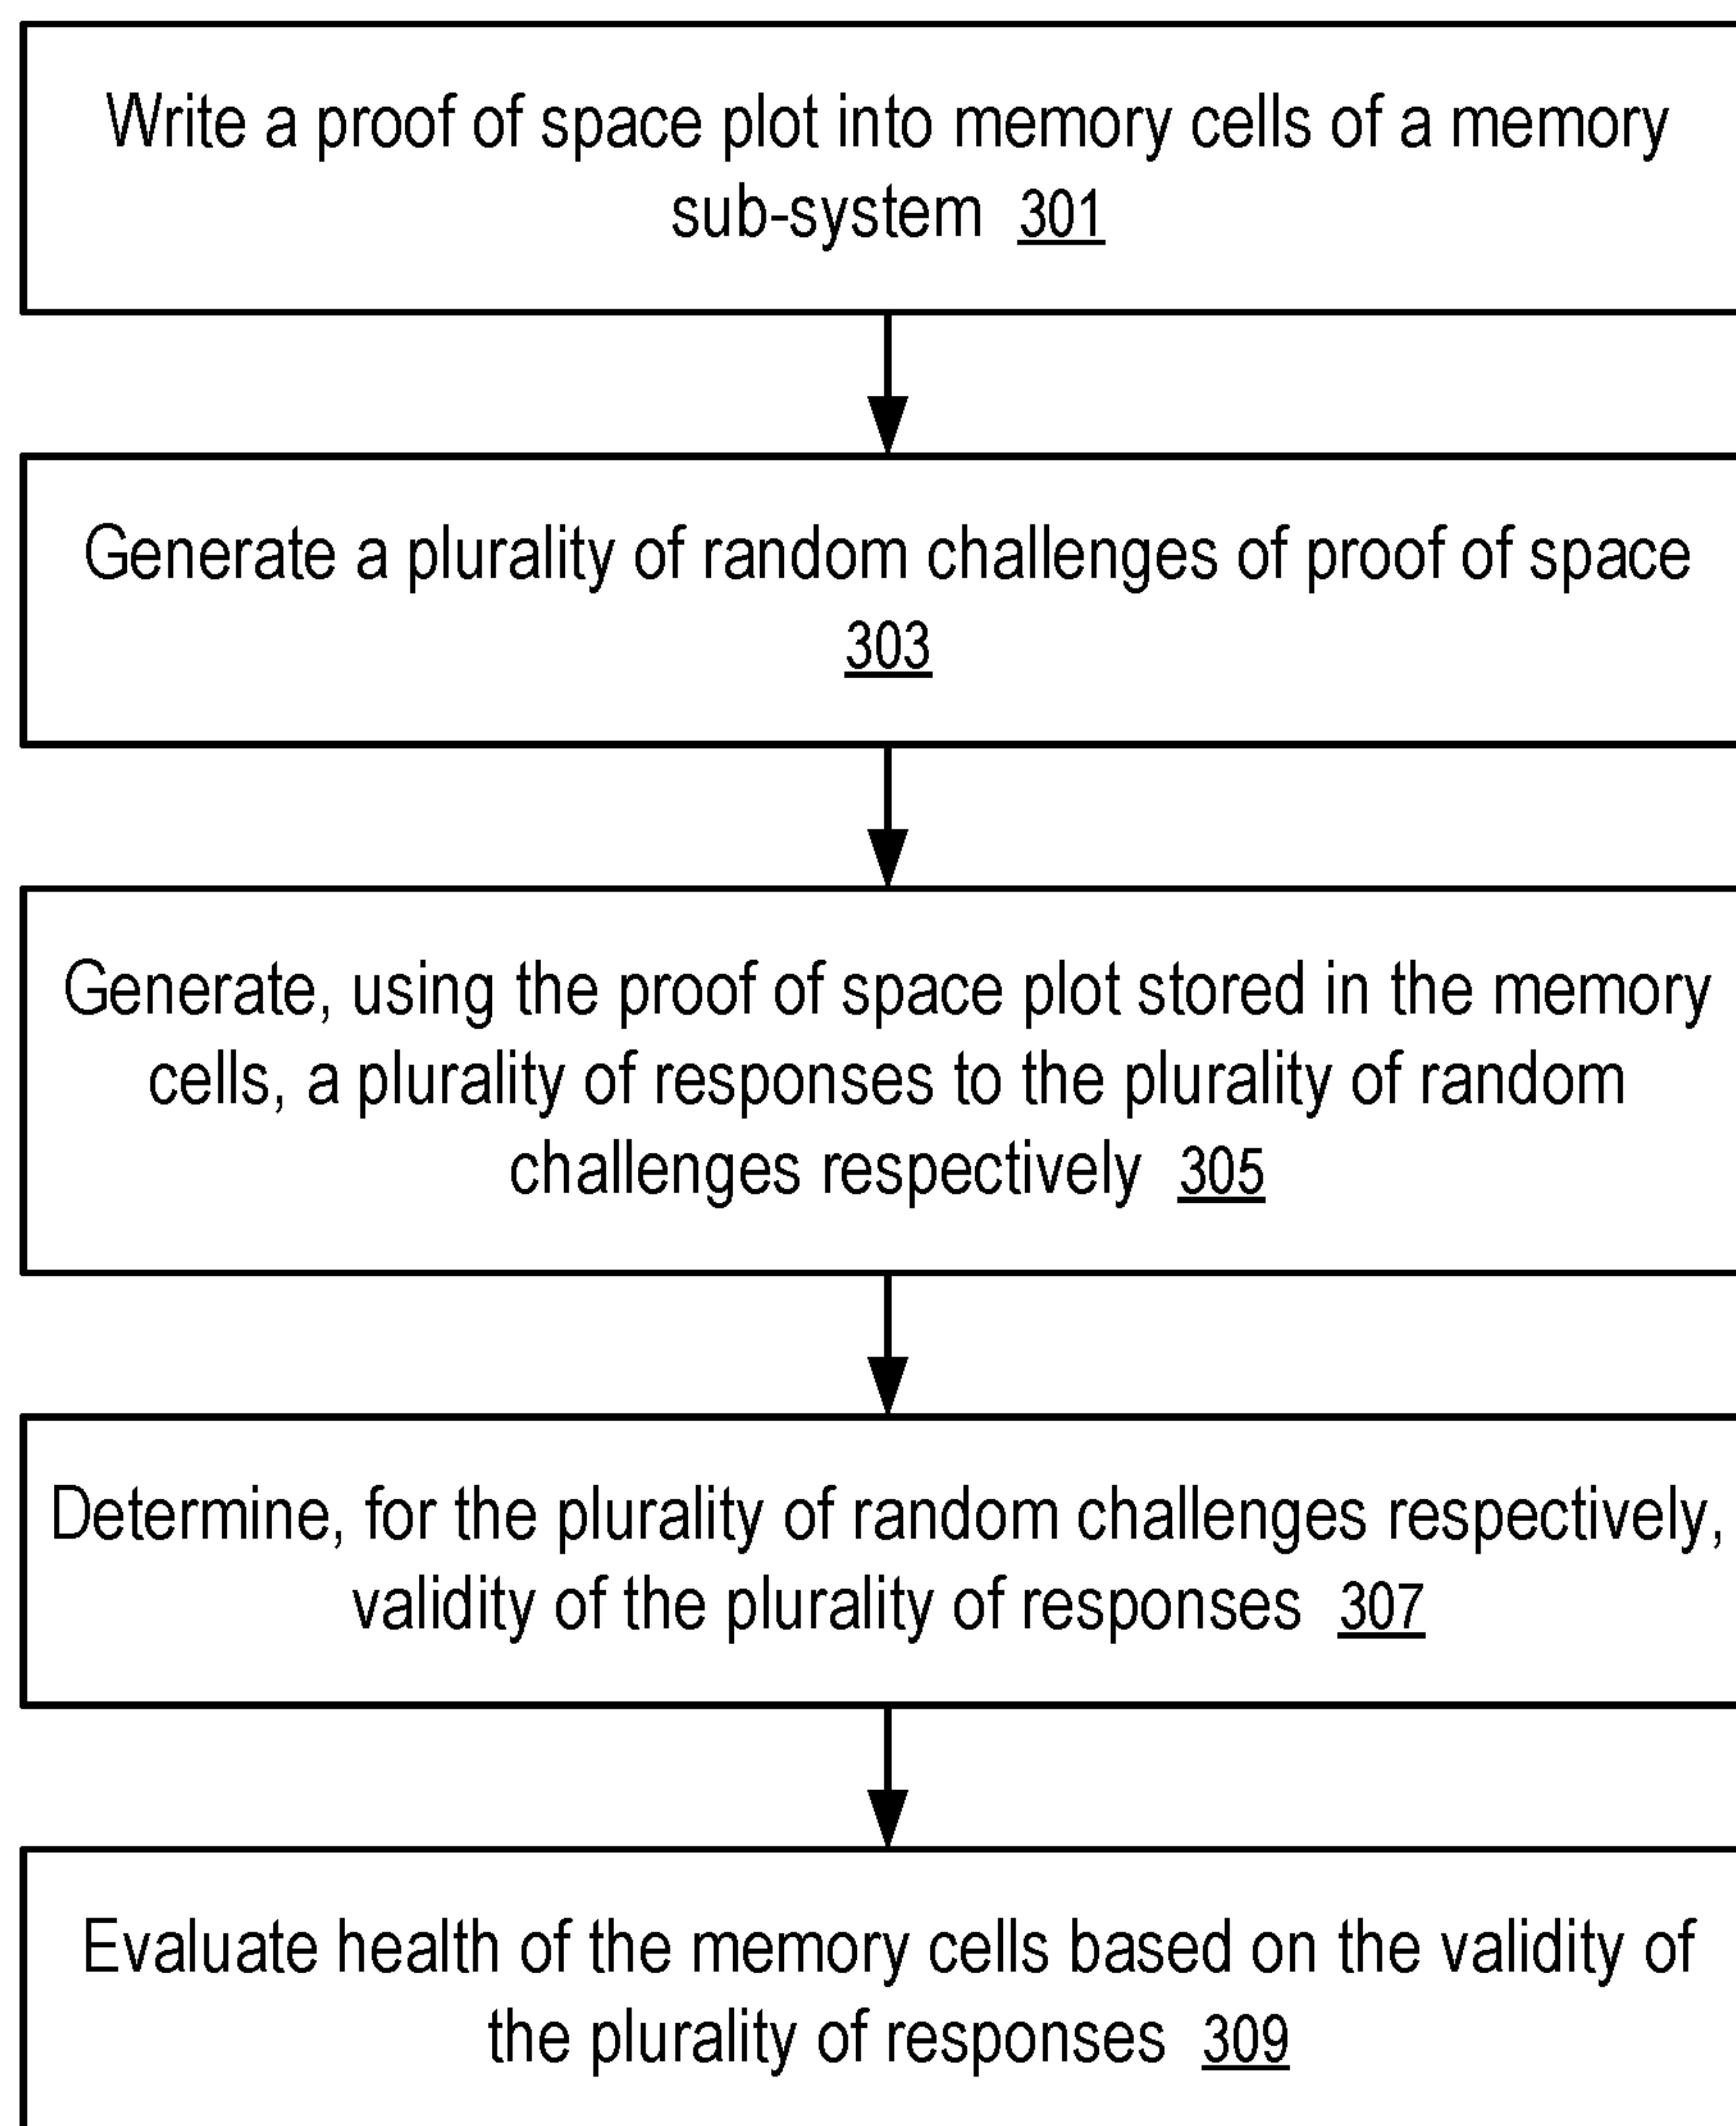 Write a proof of space plot into memory cells of a memory
sub-system 301
Generate a plurality of random challenges of proof of space
303
Generate, using the proof of space plot stored in the memory
cells, a plurality of responses to the plurality of random
challenges respectively 305
Determine, for the plurality of random challenges respectively,
validity of the plurality of responses 307
Evaluate health of the memory cells based on the validity of
the plurality of responses 309